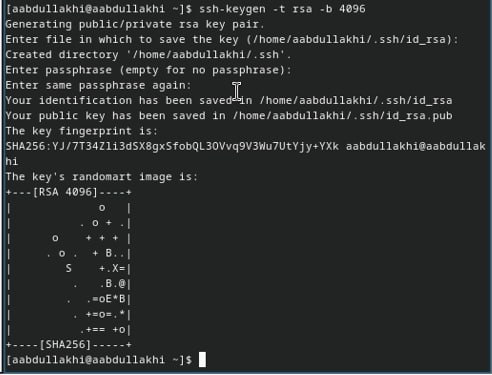 [aabdullakhi@aabdullakhi ~]$ ssh-keygen -t rsa -b 4096
Generating public/private rsa key pair.
Enter file in which to save the key (/home/aabdullakhi/.ssh/id_rsa):
Created directory '/home/aabdullakhi/.ssh'.
Enter passphrase (empty for no passphrase):
Enter same passphrase again:
Your identification has been saved in /home/aabdullakhi/.ssh/id_rsa
Your public key has been saved in /home/aabdullakhi/.ssh/id_rsa.pub
The key fingerprint is:
SHA256:YJ/7T34Zli3dSX8gxSfobQL3OVvq9V3Wu7UtYjy+YXk aabdullakhi@aabdullak
hi
The key's randomart image is:
+---[RSA 4096]----+
|            o   |
|         . o + .|
|      o    + + + |
|     . o .  + B..|
|        S    +.X=|
|         .   .B.@|
|        .  .=oE*B|
|        . +=o=.*|
|          .+== +o|
+----[SHA256]-----+
[aabdullakhi@aabdullakhi ~]$